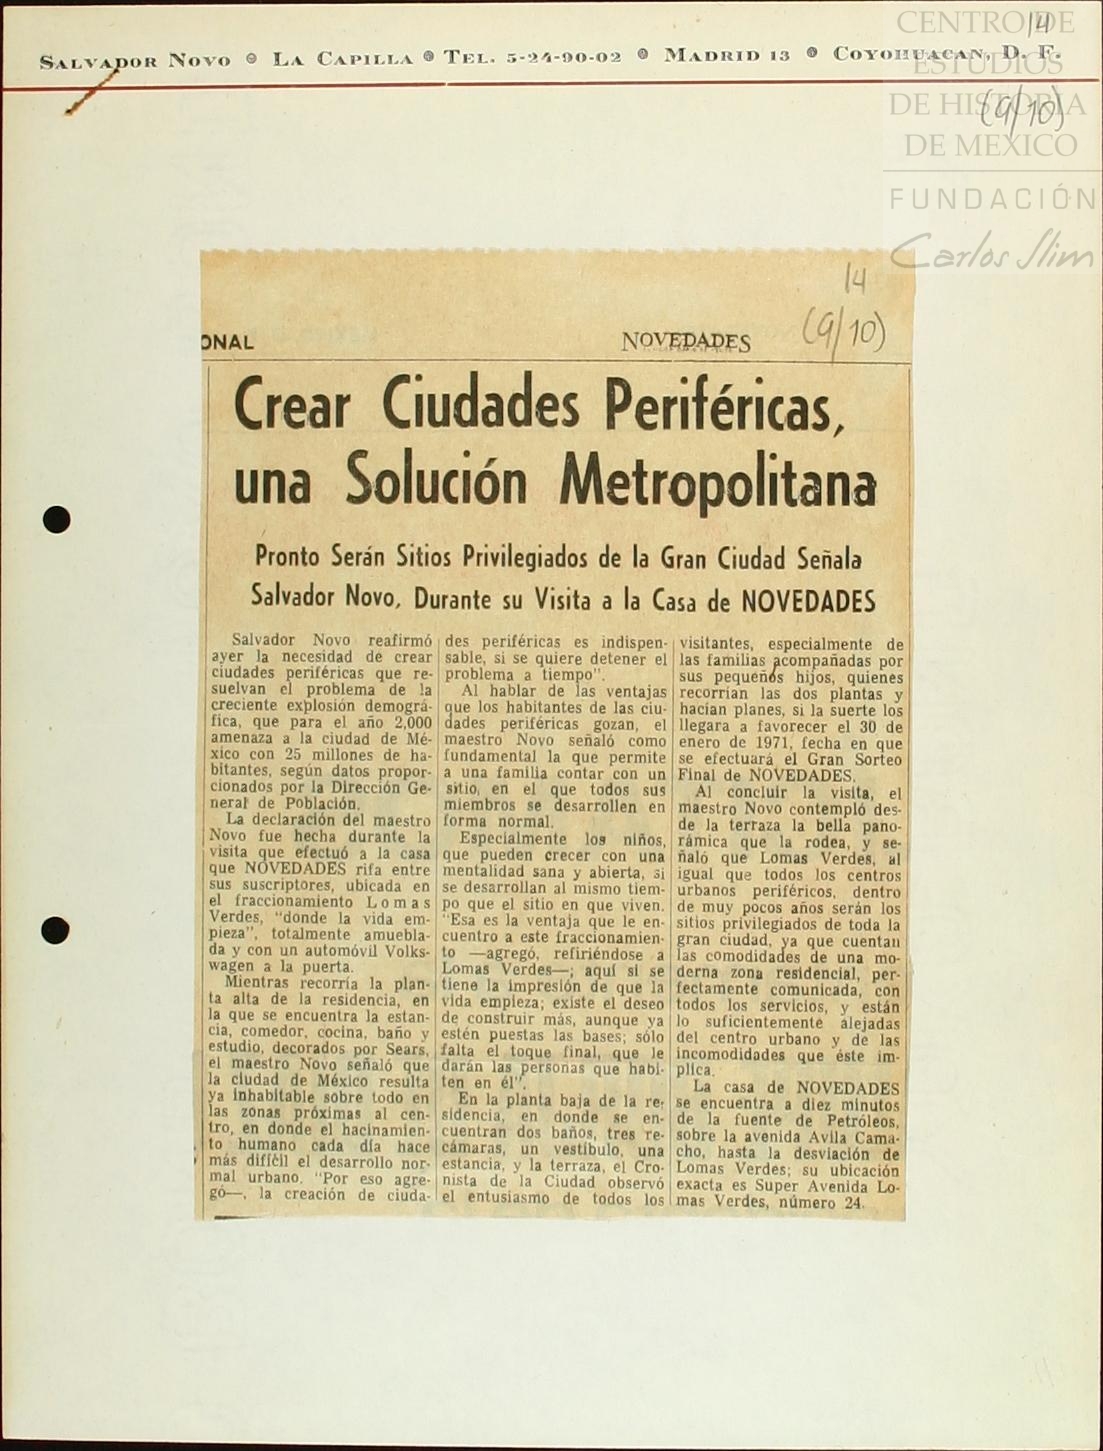 CENTRO DE
ESTUDIOS
DE HISTORIA
DE MEXICO
FUNDACIÓN
Carlos Slim
14
(9/10)
SALVADOR NOVO LA CAPILLA TEL. 5-24-90-02 MADRID 13 COYOHUACAN, D. F.
14
(9/10)
ONAL
NOVEDADES
Crear Ciudades Periféricas,
una Solución Metropolitana
Pronto Serán Sitios Privilegiados de la Gran Ciudad Señala
Salvador Novo, Durante su Visita a la Casa de NOVEDADES
Salvador Novo reafirmó
ayer la necesidad de crear
ciudades periféricas que re-
suelvan el problema de la
creciente explosión demográ-
fica, que para el año 2,000
amenaza a la ciudad de Mé-
xico con 25 millones de ha-
bitantes, según datos propor-
cionados por la Dirección Ge-
neral de Población.
La declaración del maestro
Novo fue hecha durante la
visita que efectuó a la casa
que NOVEDADES rifa entre
sus suscriptores, ubicada en
el fraccionamiento Lomas
Verdes, "donde la vida em-
pieza", totalmente amuebla-
da y con un automóvil Volks-
wagen a la puerta.
Mientras recorría la plan-
ta alta de la residencia, en
la que se encuentra la estan-
cia, comedor, cocina, baño y
estudio, decorados por Sears,
el maestro Novo señaló que
la ciudad de México resulta
ya inhabitable sobre todo en
las zonas próximas al cen-
tro, en donde el hacinamien-
to humano cada día hace
más difícil el desarrollo nor-
mal urbano. "Por eso agre-
gó—, la creación de ciuda-
des periféricas es indispen-
sable, si se quiere detener el
problema a tiempo".
Al hablar de las ventajas
que los habitantes de las ciu-
dades periféricas gozan, el
maestro Novo señaló como
fundamental la que permite
a una familia contar con un
sitio, en el que todos sus
miembros se desarrollen en
forma normal.
Especialmente los niños,
que pueden crecer con una
mentalidad sana y abierta, si
se desarrollan al mismo tiem-
po que el sitio en que viven.
"Esa es la ventaja que le en-
cuentro a este fraccionamien-
to —agregó, refiriéndose a
Lomas Verdes—; aquí si se
tiene la impresión de que la
vida empieza; existe el deseo
de construir más, aunque ya
estén puestas las bases; sólo
falta el toque final, que le
darán las personas que habi-
ten en él".
En la planta baja de la re-
sidencia, en donde se en-
cuentran dos baños, tres re-
cámaras, un vestíbulo, una
estancia, y la terraza, el Cro-
nista de la Ciudad observó
el entusiasmo de todos los
visitantes, especialmente de
las familias acompañadas por
sus pequeños hijos, quienes
recorrían las dos plantas y
hacían planes, si la suerte los
llegara a favorecer el 30 de
enero de 1971, fecha en que
se efectuará el Gran Sorteo
Final de NOVEDADES.
Al concluir la visita, el
maestro Novo contempló des-
de la terraza la bella pano-
rámica que la rodea, y se-
ñaló que Lomas Verdes, al
igual que todos los centros
urbanos periféricos, dentro
de muy pocos años serán los
sitios privilegiados de toda la
gran ciudad, ya que cuentan
las comodidades de una mo-
derna zona residencial, per-
fectamente comunicada, con
todos los servicios, y están
lo suficientemente alejadas
del centro urbano y de las
incomodidades que éste im-
plica.
La casa de NOVEDADES
se encuentra a diez minutos
de la fuente de Petróleos,
sobre la avenida Avila Cama-
cho, hasta la desviación de
Lomas Verdes; su ubicación
exacta es Super Avenida Lo-
mas Verdes, número 24.